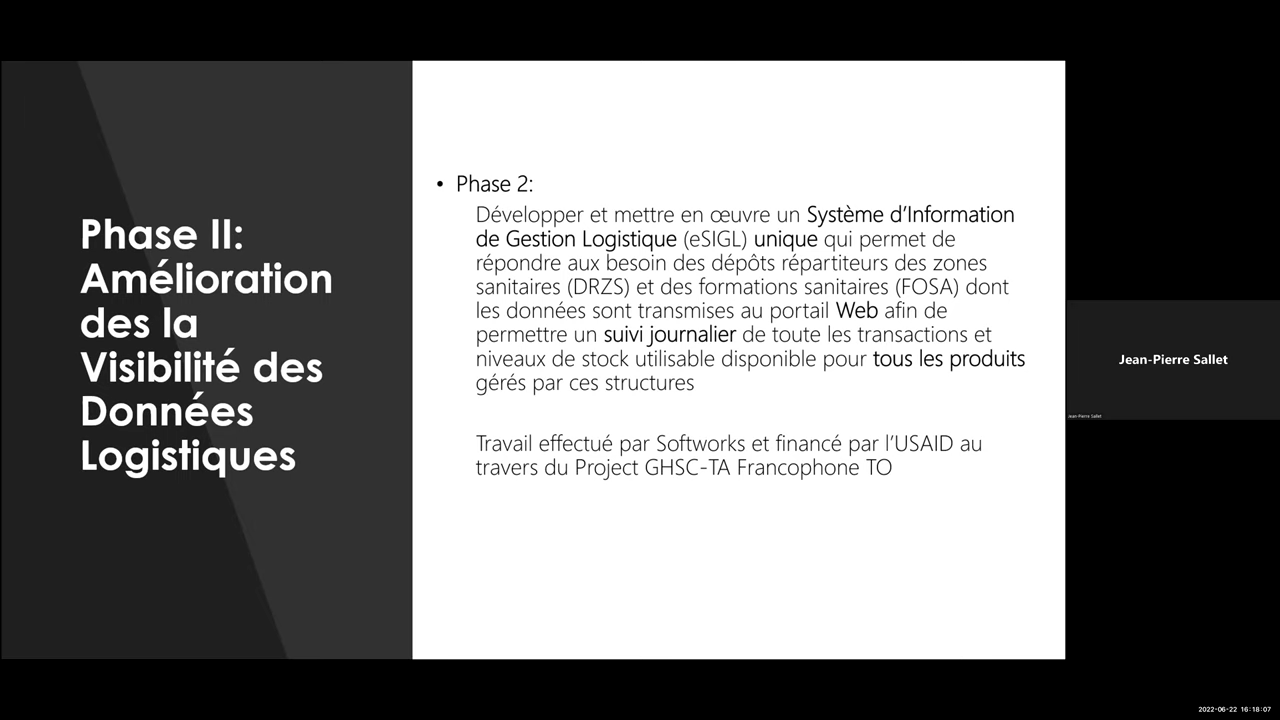 Phase II:
Amélioration
des la
Visibilité des
Données
Logistiques
• Phase 2:
Développer et mettre en œuvre un Système d’Information
de Gestion Logistique (eSIGL) unique qui permet de
répondre aux besoin des dépôts répartiteurs des zones
sanitaires (DRZS) et des formations sanitaires (FOSA) dont
les données sont transmises au portail Web afin de
permettre un suivi journalier de toute les transactions et
niveaux de stock utilisable disponible pour tous les produits
gérés par ces structures
Travail effectué par Softworks et financé par l’USAID au
travers du Project GHSC-TA Francophone TO
Jean-Pierre Sallet
Jean-Pierre Sallet
2022-06-22 16:18:07